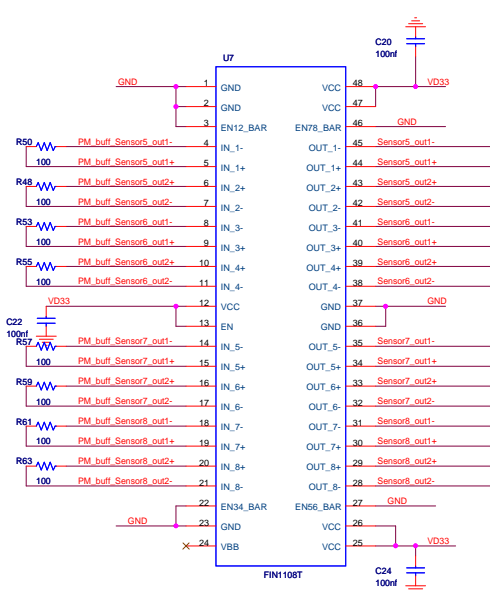 C20
100nf
U7
GND 1 GND VCC 48 VD33
2 GND VCC 47
3 EN12_BAR EN78_BAR 46 GND
R50 PM_buff_Sensor5_out1- 4 IN_1- OUT_1- 45 Sensor5_out1-
100 PM_buff_Sensor5_out1+ 5 IN_1+ OUT_1+ 44 Sensor5_out1+
R48 PM_buff_Sensor5_out2+ 6 IN_2+ OUT_2+ 43 Sensor5_out2+
100 PM_buff_Sensor5_out2- 7 IN_2- OUT_2- 42 Sensor5_out2-
R53 PM_buff_Sensor6_out1- 8 IN_3- OUT_3- 41 Sensor6_out1-
100 PM_buff_Sensor6_out1+ 9 IN_3+ OUT_3+ 40 Sensor6_out1+
R55 PM_buff_Sensor6_out2+ 10 IN_4+ OUT_4+ 39 Sensor6_out2+
100 PM_buff_Sensor6_out2- 11 IN_4- OUT_4- 38 Sensor6_out2-
VD33 12 VCC GND 37 GND
C22 13 EN GND 36
100nf
R57 PM_buff_Sensor7_out1- 14 IN_5- OUT_5- 35 Sensor7_out1-
100 PM_buff_Sensor7_out1+ 15 IN_5+ OUT_5+ 34 Sensor7_out1+
R59 PM_buff_Sensor7_out2+ 16 IN_6+ OUT_6+ 33 Sensor7_out2+
100 PM_buff_Sensor7_out2- 17 IN_6- OUT_6- 32 Sensor7_out2-
R61 PM_buff_Sensor8_out1- 18 IN_7- OUT_7- 31 Sensor8_out1-
100 PM_buff_Sensor8_out1+ 19 IN_7+ OUT_7+ 30 Sensor8_out1+
R63 PM_buff_Sensor8_out2+ 20 IN_8+ OUT_8+ 29 Sensor8_out2+
100 PM_buff_Sensor8_out2- 21 IN_8- OUT_8- 28 Sensor8_out2-
22 EN34_BAR EN56_BAR 27 GND
GND 23 GND VCC 26
24 VBB VCC 25 VD33
FIN1108T
C24
100nf